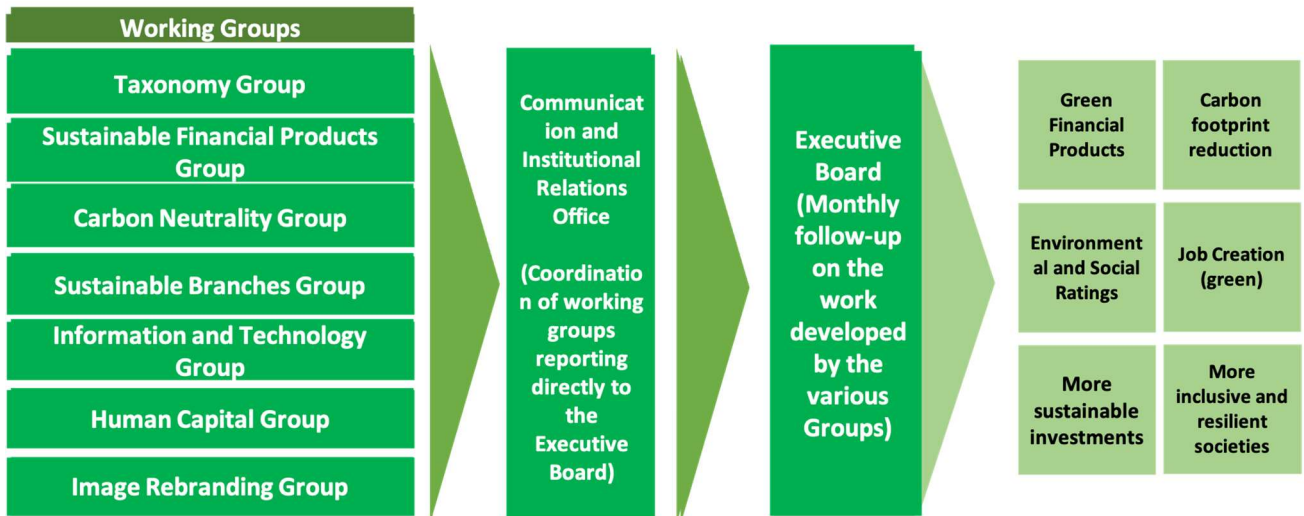 Working Groups
Taxonomy Group
Sustainable Financial Products
Group
Carbon Neutrality Group
Sustainable Branches Group
Information and Technology
Group
Human Capital Group
Image Rebranding Group
Communicat
ion and
Institutional
Relations
Office
(Coordinatio
n of working
groups
reporting
directly to
the
Executive
Board)
Executive
Board
(Monthly
follow-up
on the
work
developed
by the
various
Groups)
Green
Financial
Products
Carbon
footprint
reduction
Environment
al and Social
Ratings
Job Creation
(green)
More
sustainable
investments
More
inclusive and
resilient
societies